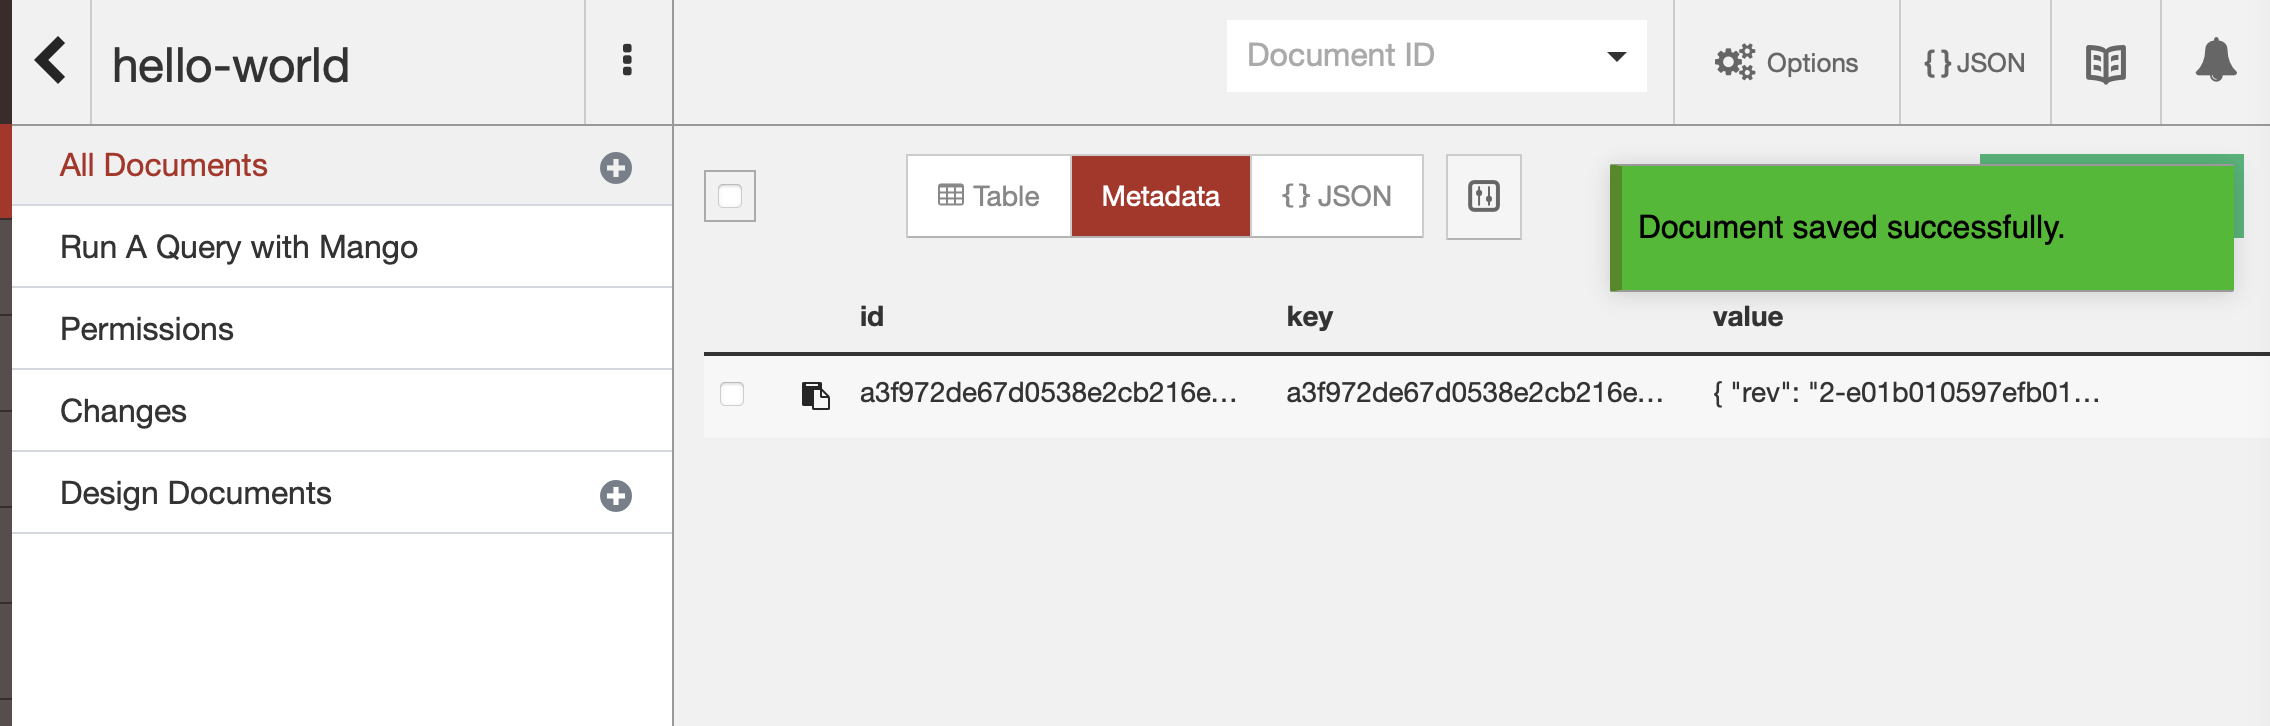 hello-world
Document ID
Options
{} JSON
All Documents
Run A Query with Mango
Permissions
Changes
Design Documents
Table
Metadata
{} JSON
Document saved successfully.
id key value
a3f972de67d0538e2cb216e... a3f972de67d0538e2cb216e... { "rev": "2-e01b010597efb01...